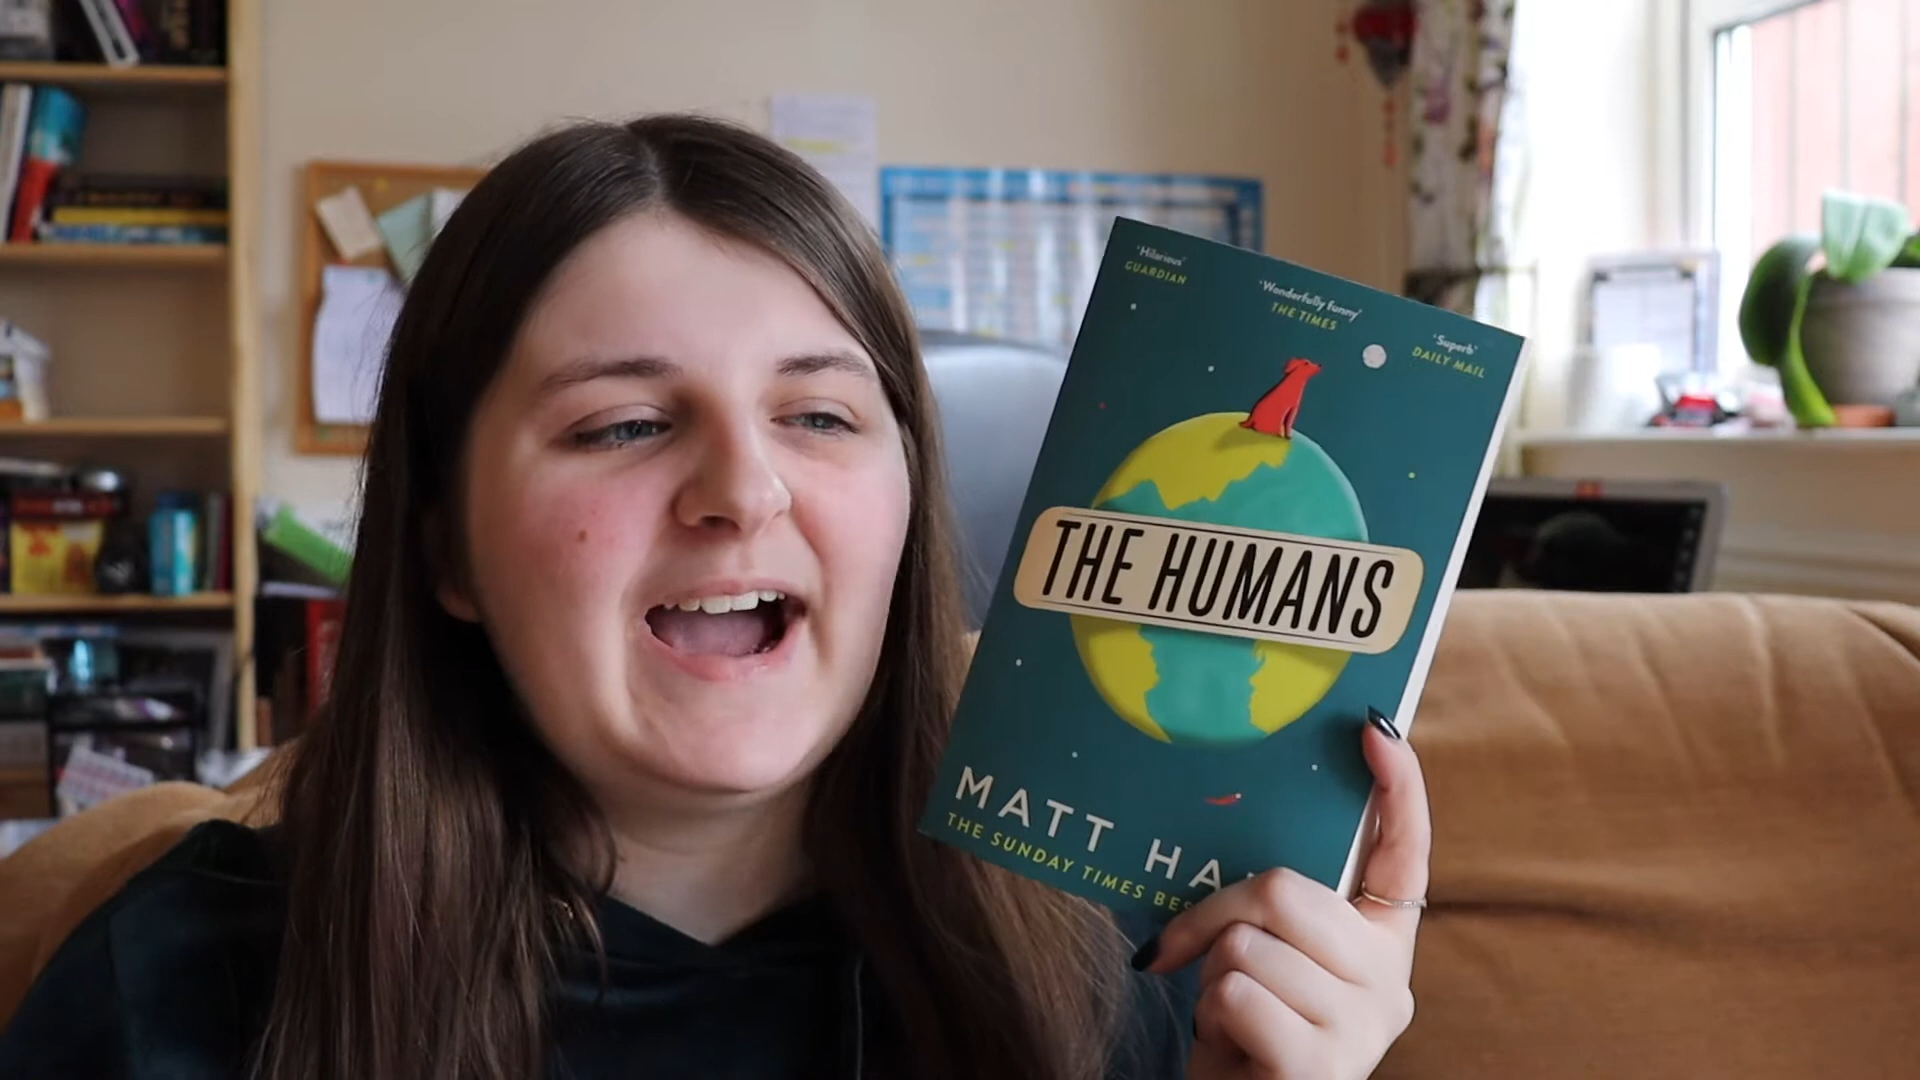 'Hilarious'
GUARDIAN
'Wonderfully funny'
THE TIMES
'Superb'
DAILY MAIL
THE HUMANS
MATT HA
THE SUNDAY TIMES BES